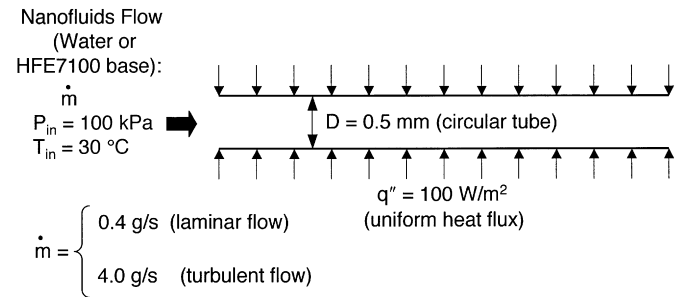 Nanofluids Flow
(Water or
HFE7100 base):
ṁ
P_in = 100 kPa
T_in = 30 °C
D = 0.5 mm (circular tube)
q″ = 100 W/m²
(uniform heat flux)
ṁ = { 0.4 g/s (laminar flow)
4.0 g/s (turbulent flow)